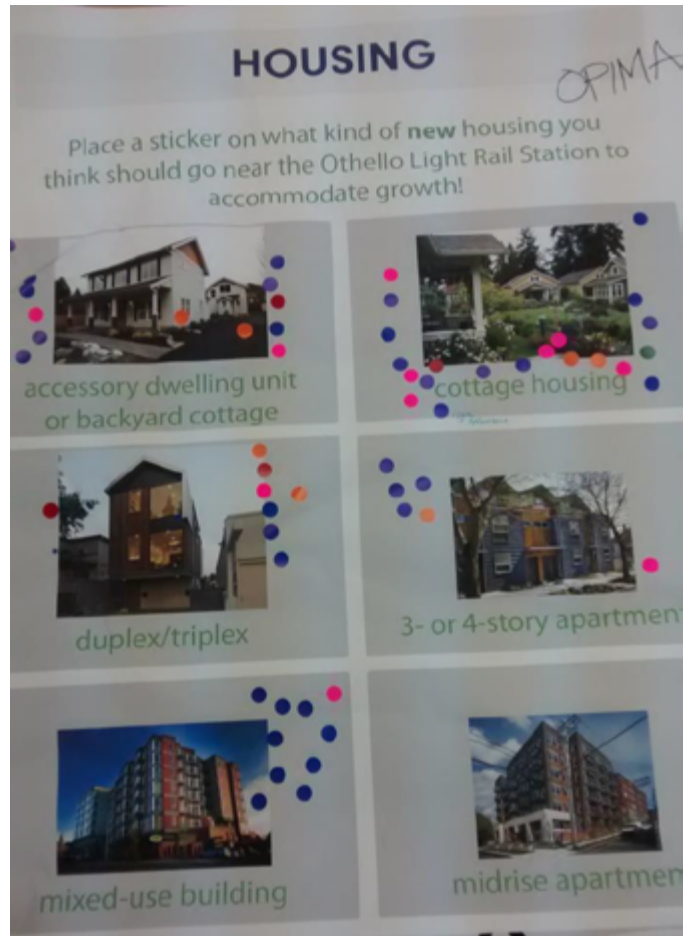 HOUSING
OPIMA
Place a sticker on what kind of new housing you
think should go near the Othello Light Rail Station to
accommodate growth!
accessory dwelling unit
or backyard cottage
cottage housing
duplex/triplex
3- or 4-story apartmen
mixed-use building
midrise apartmen